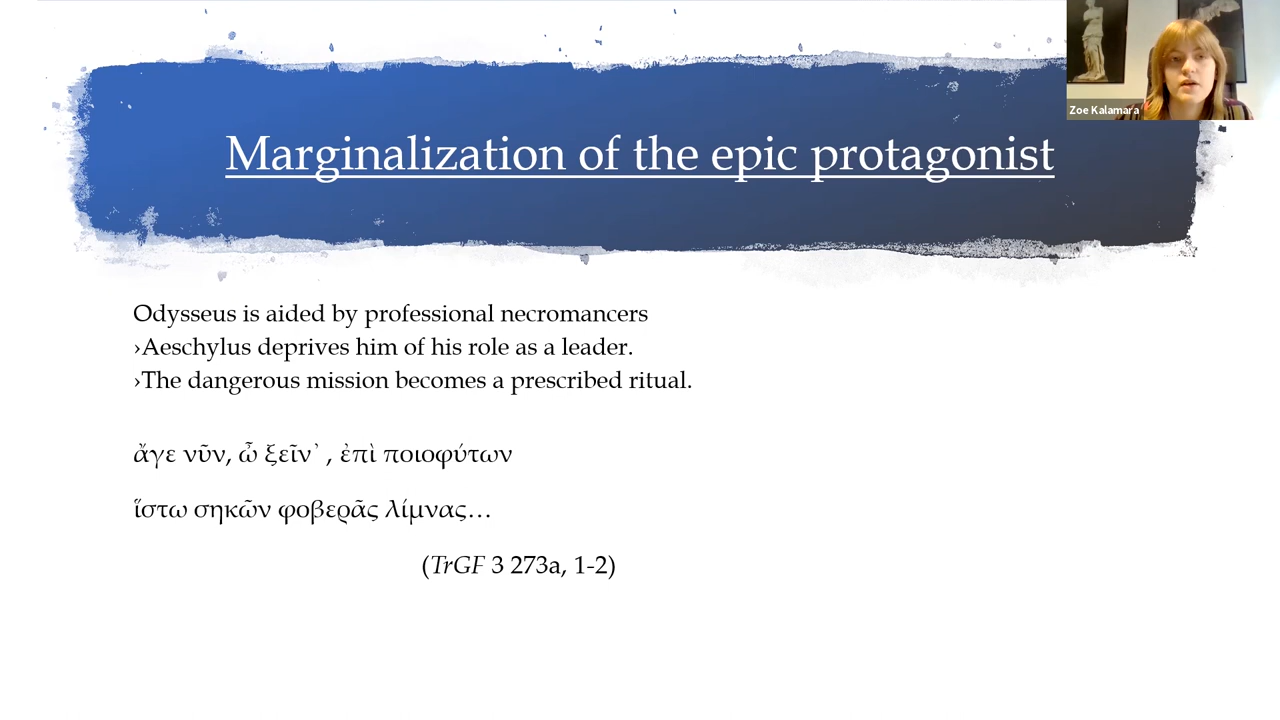 Zoe Kalamara
Marginalization of the epic protagonist
Odysseus is aided by professional necromancers
›Aeschylus deprives him of his role as a leader.
›The dangerous mission becomes a prescribed ritual.
ἄγε νῦν, ὦ ξεῖν᾽ , ἐπὶ ποιοφύτων
ἵστω σηκῶν φοβερᾶς λίμνας…
(TrGF 3 273a, 1-2)